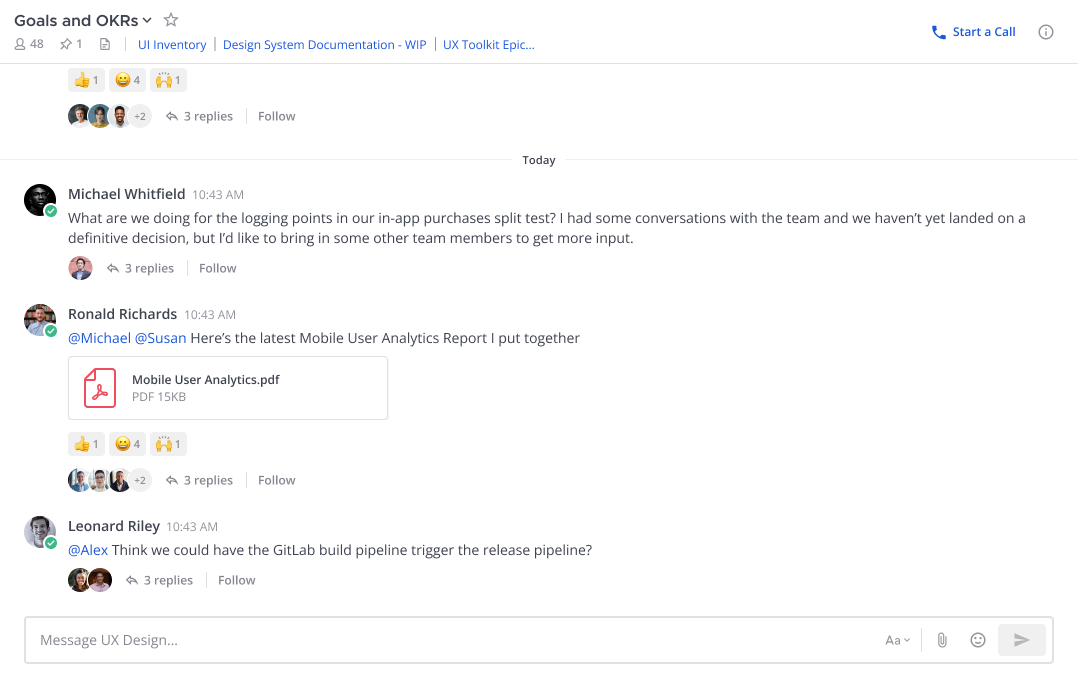 Goals and OKRs
48 1 UI Inventory Design System Documentation - WIP UX Toolkit Epic...
Start a Call
1 4 1
+2 3 replies Follow
Today
Michael Whitfield 10:43 AM
What are we doing for the logging points in our in-app purchases split test? I had some conversations with the team and we haven’t yet landed on a
definitive decision, but I’d like to bring in some other team members to get more input.
3 replies Follow
Ronald Richards 10:43 AM
@Michael @Susan Here’s the latest Mobile User Analytics Report I put together
Mobile User Analytics.pdf
PDF 15KB
1 4 1
+2 3 replies Follow
Leonard Riley 10:43 AM
@Alex Think we could have the GitLab build pipeline trigger the release pipeline?
3 replies Follow
Message UX Design... Aa